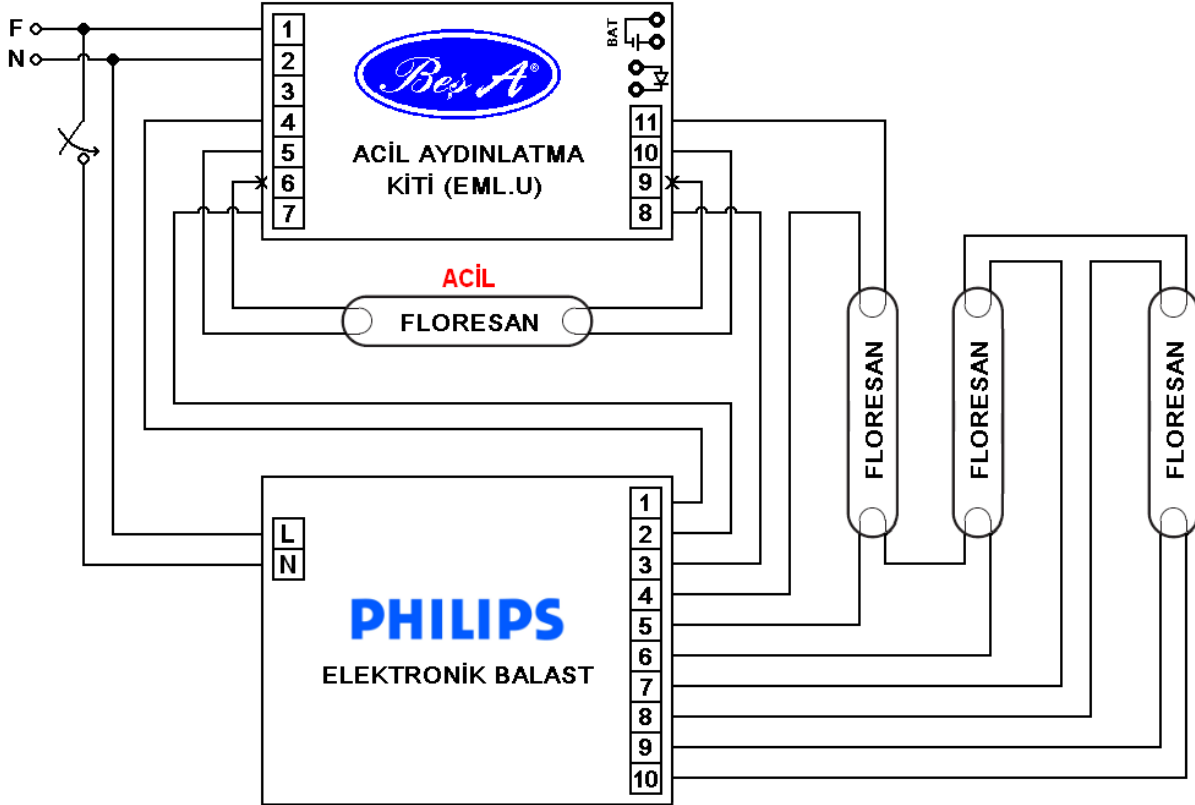 F
N
1
2
3
4
5
6
7
Beş A®
ACİL AYDINLATMA
KİTİ (EML.U)
BAT
11
10
9
8
ACİL
FLORESAN
FLORESAN
FLORESAN
FLORESAN
L
N
PHILIPS
ELEKTRONİK BALAST
1
2
3
4
5
6
7
8
9
10